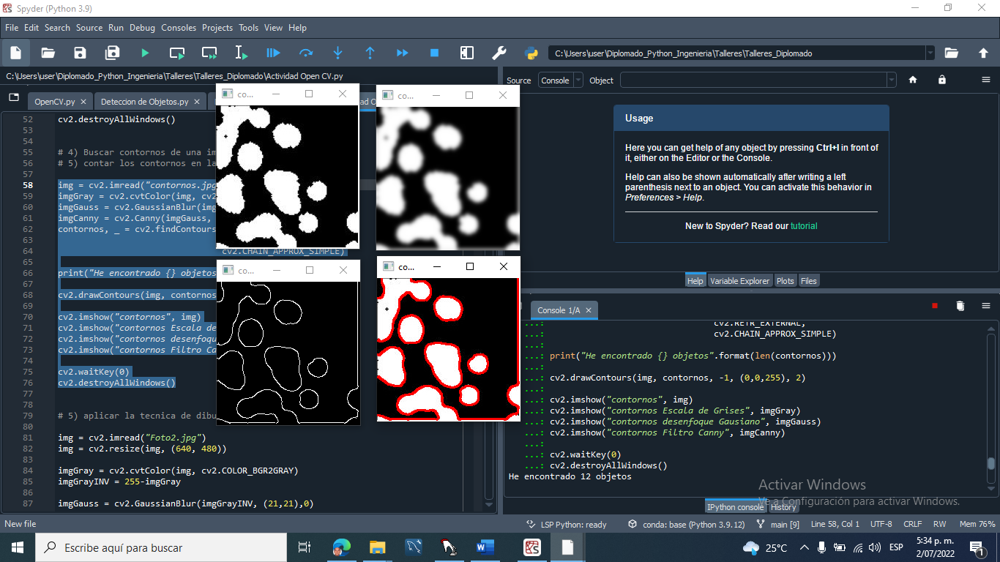 Spyder (Python 3.9)
File Edit Search Source Run Debug Consoles Projects Tools View Help
C:\Users\user\Diplomado_Python_Ingenieria\Talleres\Talleres_Diplomado
C:\Users\user\Diplomado_Python_Ingenieria\Talleres\Talleres_Diplomado\Actividad Open CV.py
OpenCV.py
Deteccion de Objetos.py
ad O
52 cv2.destroyAllWindows()
53
54
55 # 4) Buscar contornos de una im
56 # 5) contar los contornos en la
57
58 img = cv2.imread("contornos.jpg
59 imgGray = cv2.cvtColor(img, cv2
60 imgGauss = cv2.GaussianBlur(img
61 imgCanny = cv2.Canny(imgGauss,
62 contornos, _ = cv2.findContours
63
64 cv2.CHAIN_APPROX_SIMPLE)
65
66 print("He encontrado {} objetos
67
68 cv2.drawContours(img, contornos
69
70 cv2.imshow("contornos", img)
71 cv2.imshow("contornos Escala de
72 cv2.imshow("contornos desenfoqu
73 cv2.imshow("contornos Filtro Ca
74
75 cv2.waitKey(0)
76 cv2.destroyAllWindows()
77
78
79 # 5) aplicar la tecnica de dibu
80
81 img = cv2.imread("Foto2.jpg")
82 img = cv2.resize(img, (640, 480))
83
84 imgGray = cv2.cvtColor(img, cv2.COLOR_BGR2GRAY)
85 imgGrayINV = 255-imgGray
86
87 imgGauss = cv2.GaussianBlur(imgGrayINV, (21,21),0)
co...
co...
co...
co...
Source Console Object
Usage
Here you can get help of any object by pressing Ctrl+I in front of
it, either on the Editor or the Console.
Help can also be shown automatically after writing a left
parenthesis next to an object. You can activate this behavior in
Preferences > Help.
New to Spyder? Read our tutorial
Help Variable Explorer Plots Files
Console 1/A
...: cv2.RETR_EXTERNAL,
...: cv2.CHAIN_APPROX_SIMPLE)
...:
...: print("He encontrado {} objetos".format(len(contornos)))
...:
...: cv2.drawContours(img, contornos, -1, (0,0,255), 2)
...:
...: cv2.imshow("contornos", img)
...: cv2.imshow("contornos Escala de Grises", imgGray)
...: cv2.imshow("contornos desenfoque Gausiano", imgGauss)
...: cv2.imshow("contornos Filtro Canny", imgCanny)
...:
...: cv2.waitKey(0)
...: cv2.destroyAllWindows()
He encontrado 12 objetos
Activar Windows
Ve a Configuración para activar Windows.
IPython console History
New file
LSP Python: ready conda: base (Python 3.9.12) main [9] Line 58, Col 1 UTF-8 CRLF RW Mem 76%
Escribe aquí para buscar
25°C
ESP
5:34 p. m.
2/07/2022
1